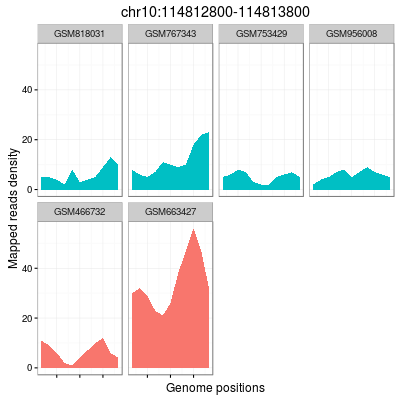 chr10:114812800-114813800
GSM818031 GSM767343 GSM753429 GSM956008
40
20
0
GSM466732 GSM663427
40
20
0
Mapped reads density
Genome positions